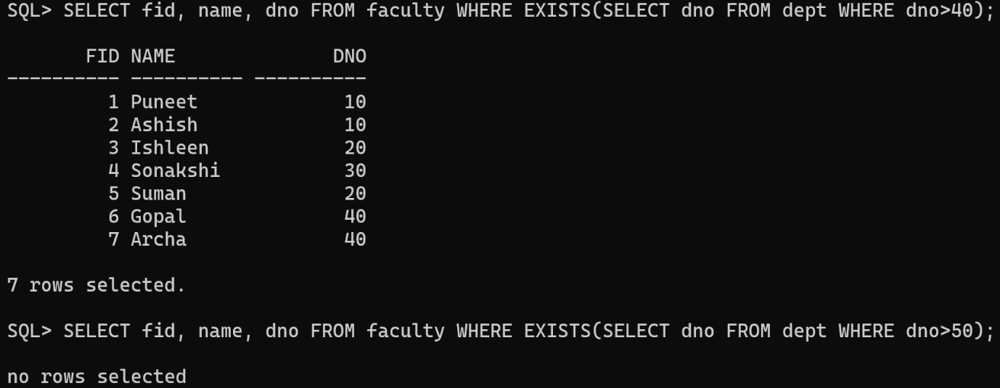 SQL> SELECT fid, name, dno FROM faculty WHERE EXISTS(SELECT dno FROM dept WHERE dno>40);
       FID NAME              DNO
---------- ---------- ----------
         1 Puneet             10
         2 Ashish             10
         3 Ishleen            20
         4 Sonakshi           30
         5 Suman              20
         6 Gopal              40
         7 Archa              40
7 rows selected.
SQL> SELECT fid, name, dno FROM faculty WHERE EXISTS(SELECT dno FROM dept WHERE dno>50);
no rows selected